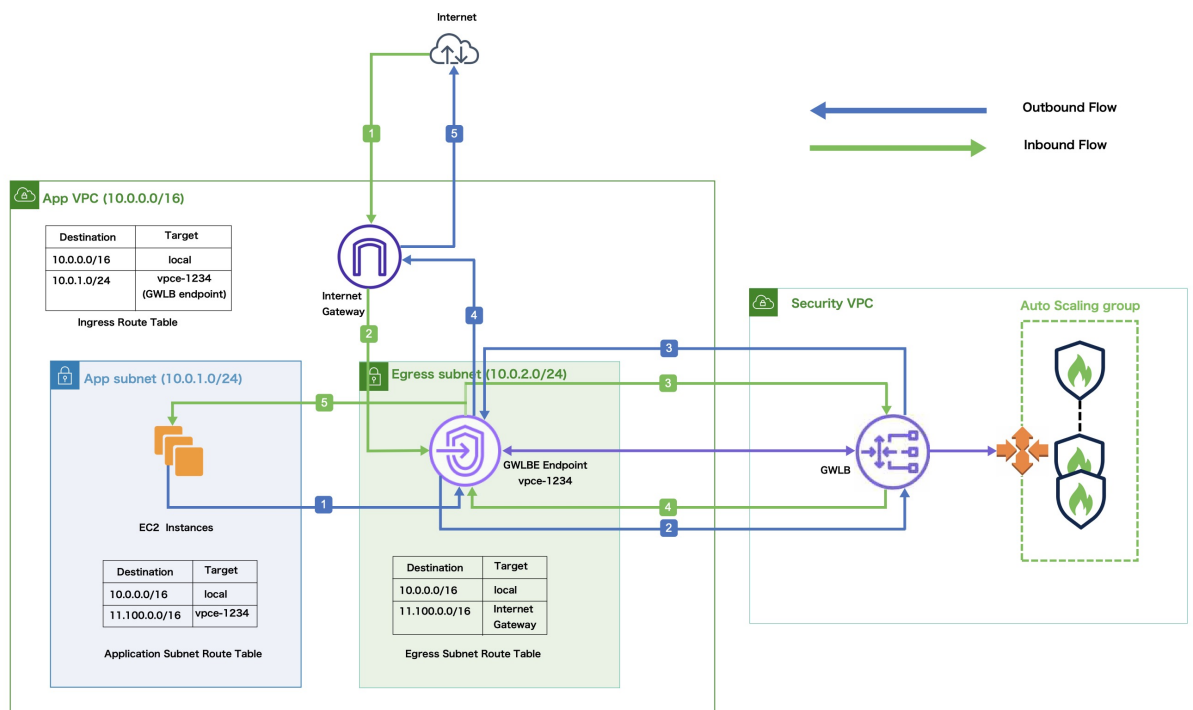 Internet
1
5
Outbound Flow
Inbound Flow
App VPC (10.0.0.0/16)
Destination Target
10.0.0.0/16 local
10.0.1.0/24 vpce-1234
(GWLB endpoint)
Ingress Route Table
Internet
Gateway
2
4
Security VPC
Auto Scaling group
App subnet (10.0.1.0/24)
Egress subnet (10.0.2.0/24)
3
3
5
GWLBE Endpoint
vpce-1234
GWLB
1
4
2
EC2 Instances
Destination Target
10.0.0.0/16 local
11.100.0.0/16 vpce-1234
Application Subnet Route Table
Destination Target
10.0.0.0/16 local
11.100.0.0/16 Internet
Gateway
Egress Subnet Route Table